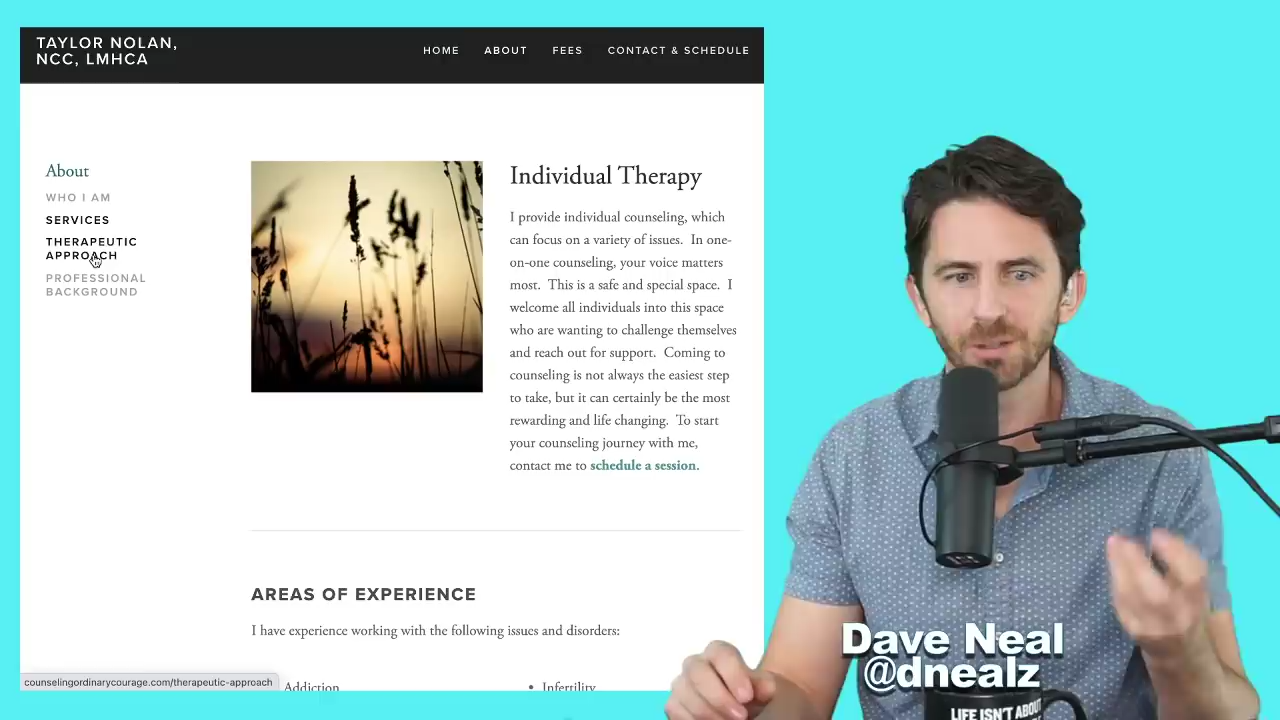 TAYLOR NOLAN,
NCC, LMHCA
HOME ABOUT FEES CONTACT & SCHEDULE
About
WHO I AM
SERVICES
THERAPEUTIC
APPROACH
PROFESSIONAL
BACKGROUND
Individual Therapy
I provide individual counseling, which
can focus on a variety of issues. In one-
on-one counseling, your voice matters
most. This is a safe and special space. I
welcome all individuals into this space
who are wanting to challenge themselves
and reach out for support. Coming to
counseling is not always the easiest step
to take, but it can certainly be the most
rewarding and life changing. To start
your counseling journey with me,
contact me to schedule a session.
AREAS OF EXPERIENCE
I have experience working with the following issues and disorders:
Addiction
• Infertility
counselingordinarycourage.com/therapeutic-approach
Dave Neal
@dnealz
LIFE ISN'T ABOUT